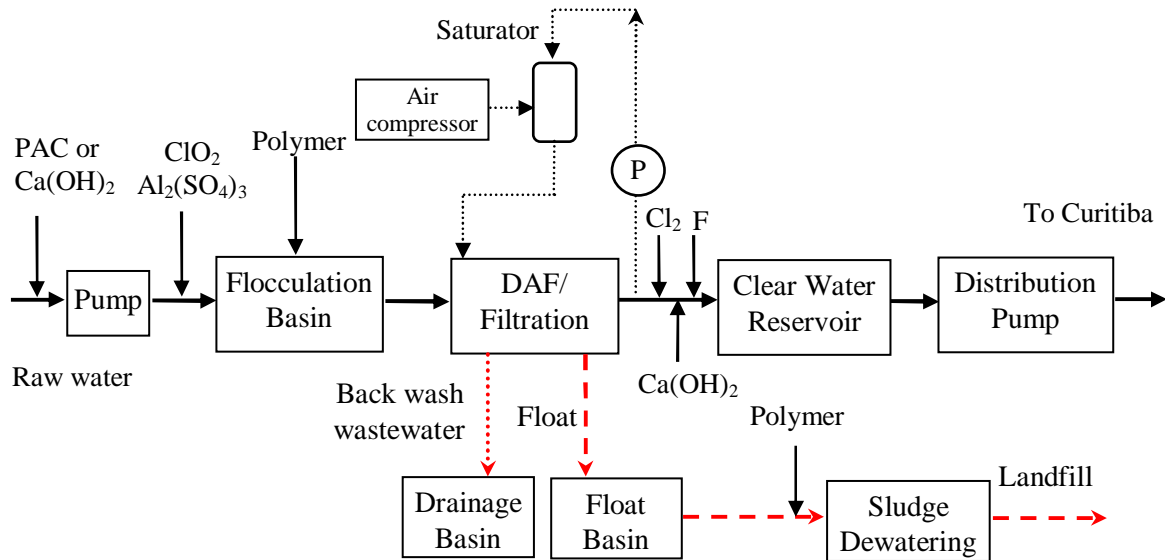 Saturator
Air
compressor
P
PAC or
Ca(OH)₂
ClO₂
Al₂(SO₄)₃
Polymer
Cl₂
F
To Curitiba
Pump
Flocculation
Basin
DAF/
Filtration
Clear Water
Reservoir
Distribution
Pump
Raw water
Ca(OH)₂
Back wash
wastewater
Float
Polymer
Drainage
Basin
Float
Basin
Sludge
Dewatering
Landfill